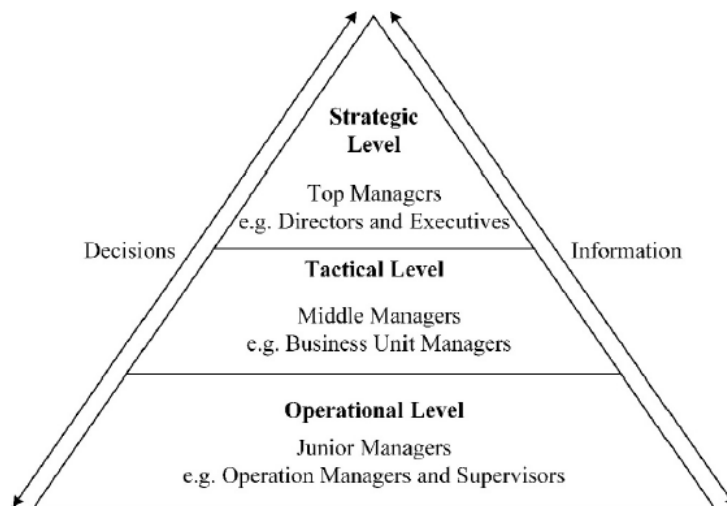 Strategic
Level
Top Managers
e.g. Directors and Executives
Decisions
Information
Tactical Level
Middle Managers
e.g. Business Unit Managers
Operational Level
Junior Managers
e.g. Operation Managers and Supervisors